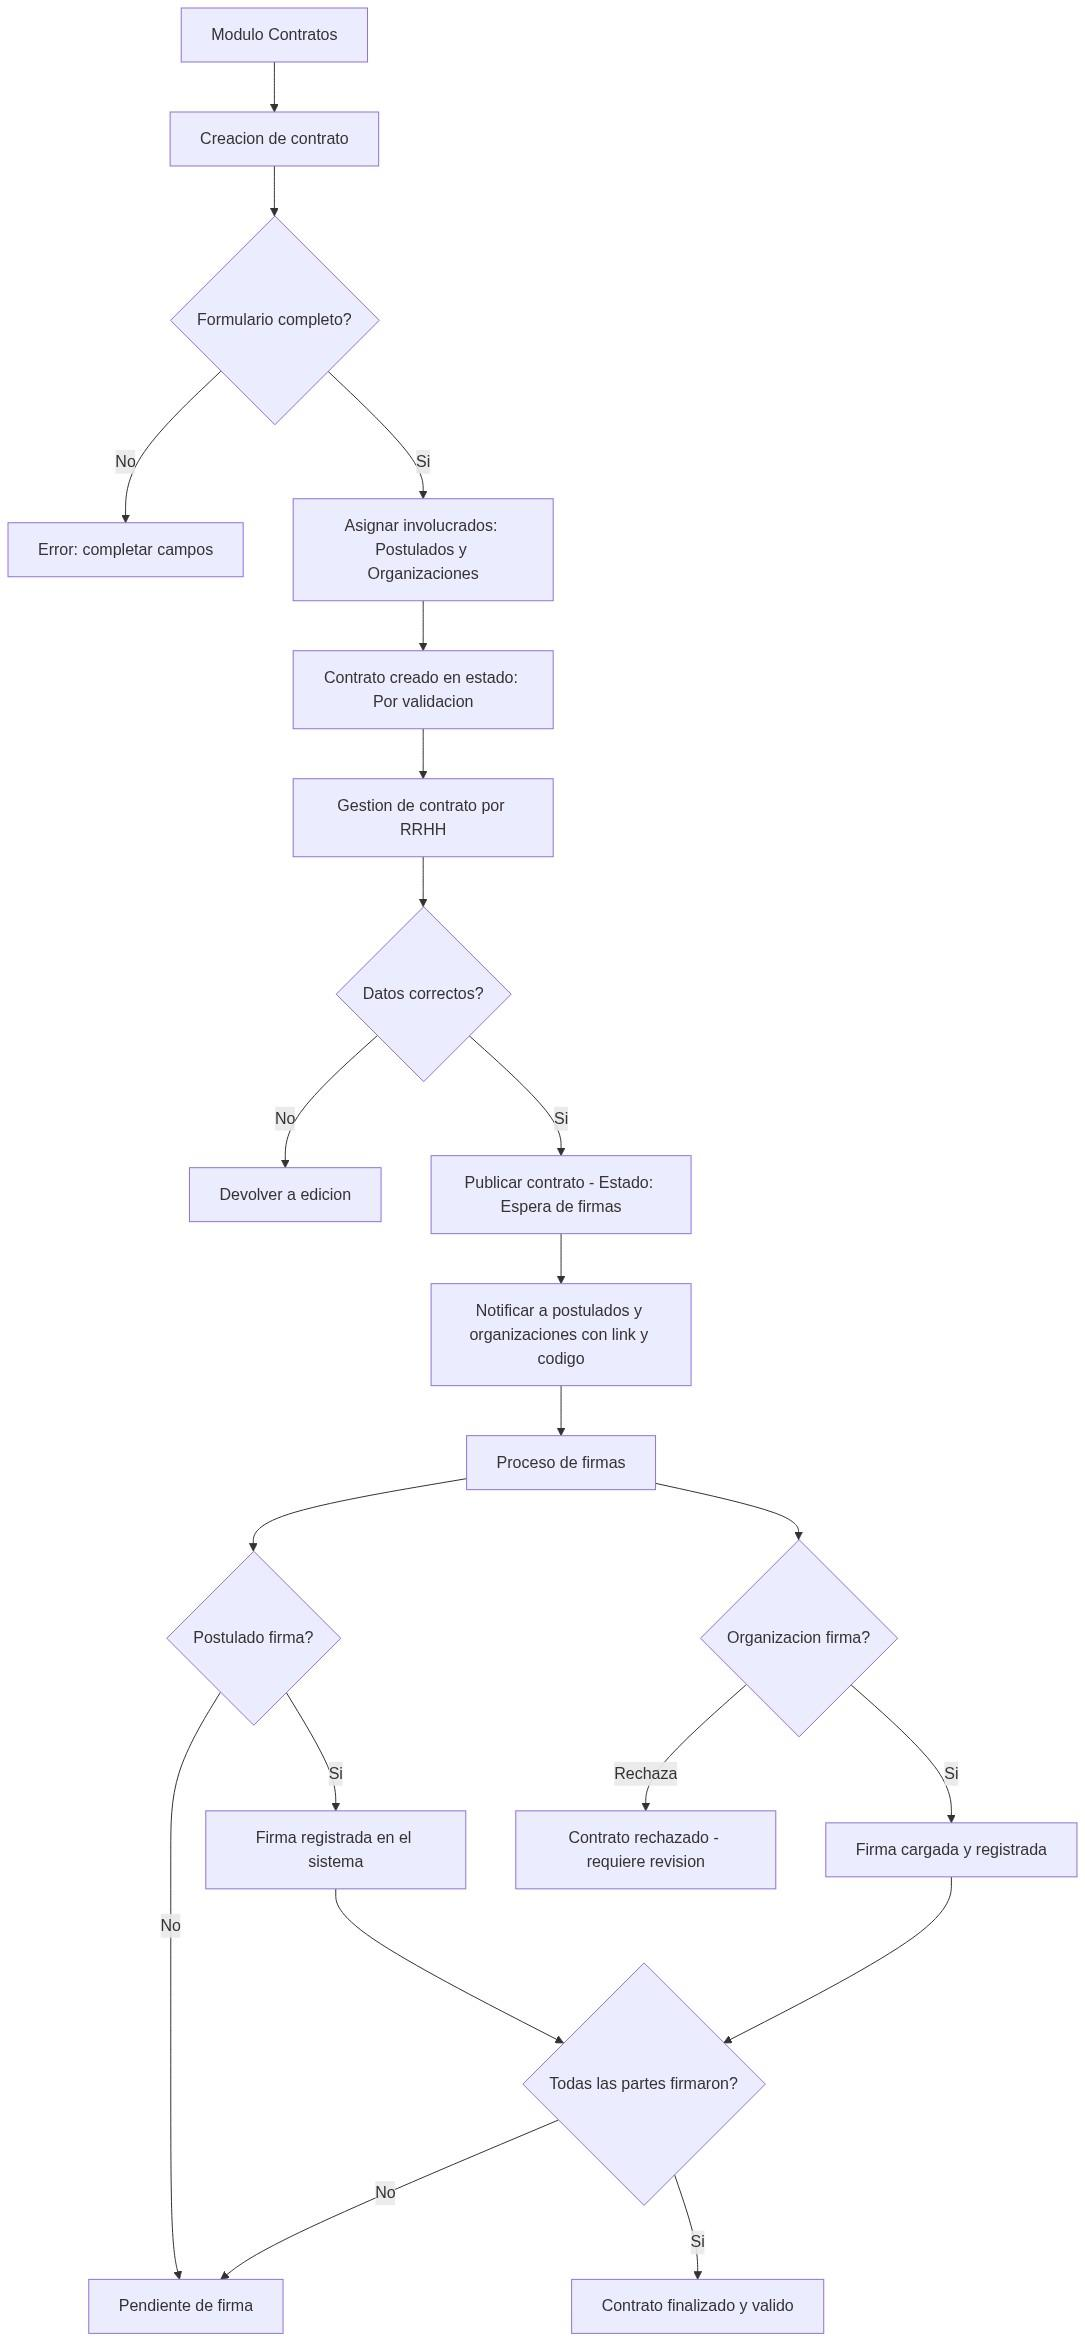 Modulo Contratos
Creacion de contrato
Formulario completo?
No
Si
Error: completar campos
Asignar involucrados:
Postulados y
Organizaciones
Contrato creado en estado:
Por validacion
Gestion de contrato por
RRHH
Datos correctos?
No
Si
Devolver a edicion
Publicar contrato - Estado:
Espera de firmas
Notificar a postulados y
organizaciones con link y
codigo
Proceso de firmas
Postulado firma?
Organizacion firma?
Si
Rechaza
Si
Firma registrada en el
sistema
Contrato rechazado -
requiere revision
Firma cargada y registrada
No
Todas las partes firmaron?
No
Si
Pendiente de firma
Contrato finalizado y valido